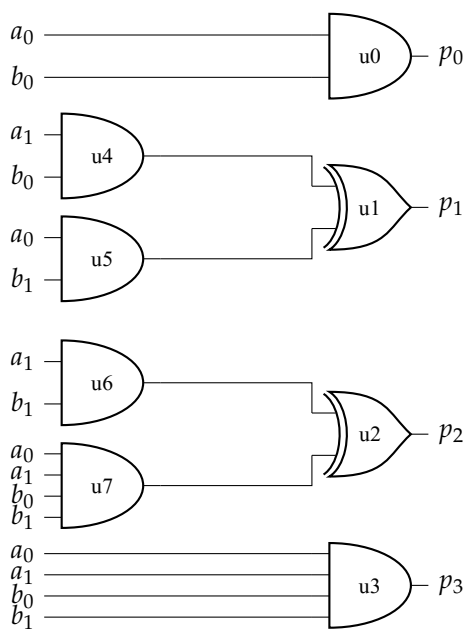 a₀
u0
p₀
b₀
a₁
u4
b₀
u1
p₁
a₀
u5
b₁
a₁
u6
b₁
u2
p₂
a₀
a₁
u7
b₀
b₁
a₀
a₁
u3
p₃
b₀
b₁